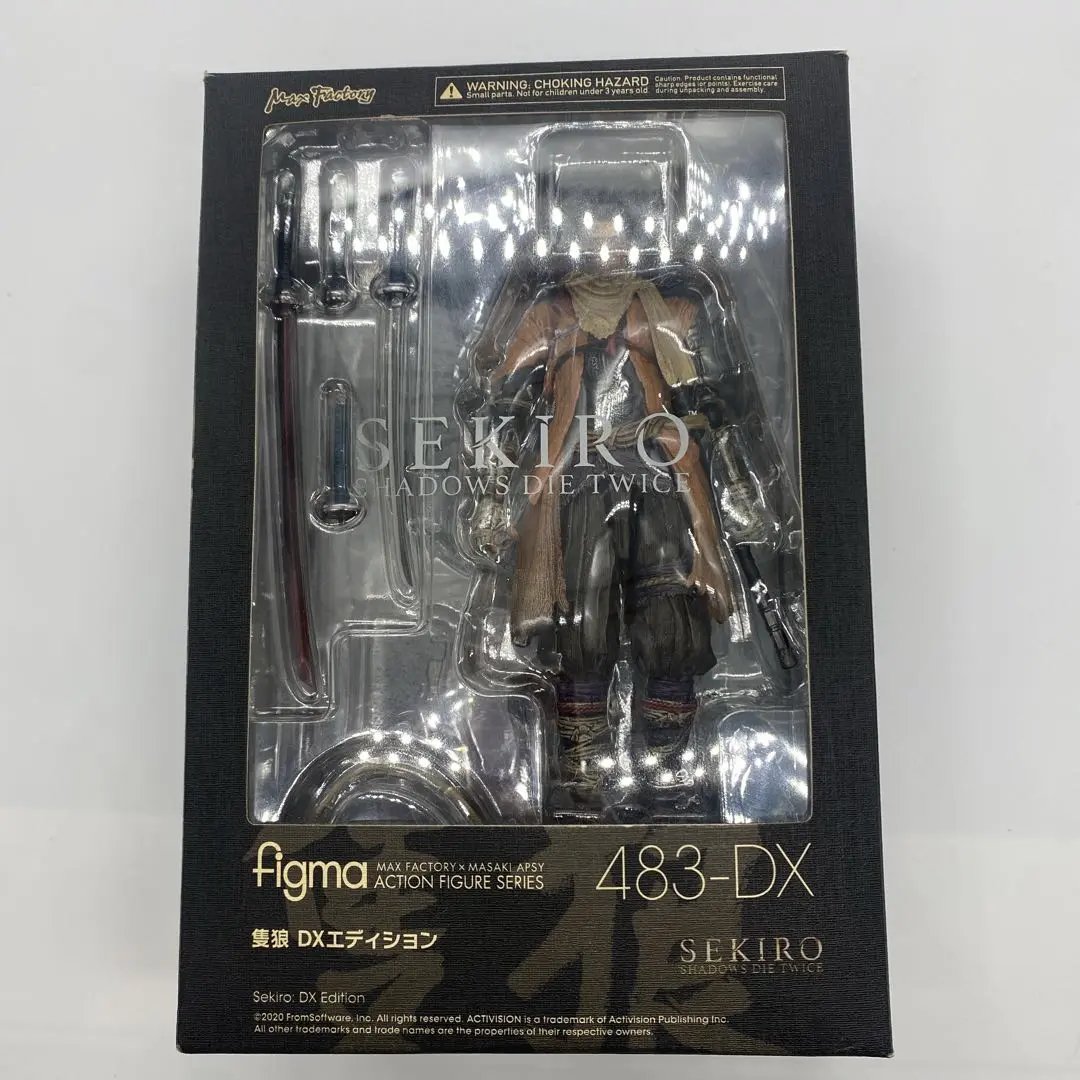 Max Factory
WARNING: CHOKING HAZARD
Small parts. Not for children under 3 years old.
Caution: Product contains functional
sharp edges (or points). Exercise care
during unpacking and assembly.
SEKIRO™
SHADOWS DIE TWICE
figma
MAX FACTORY × MASAKI APSY
ACTION FIGURE SERIES
483-DX
隻狼 DXエディション
SEKIRO
SHADOWS DIE TWICE
Sekiro: DX Edition
©2020 FromSoftware, Inc. All rights reserved. ACTIVISION is a trademark of Activision Publishing Inc.
All other trademarks and trade names are the properties of their respective owners.
隻狼